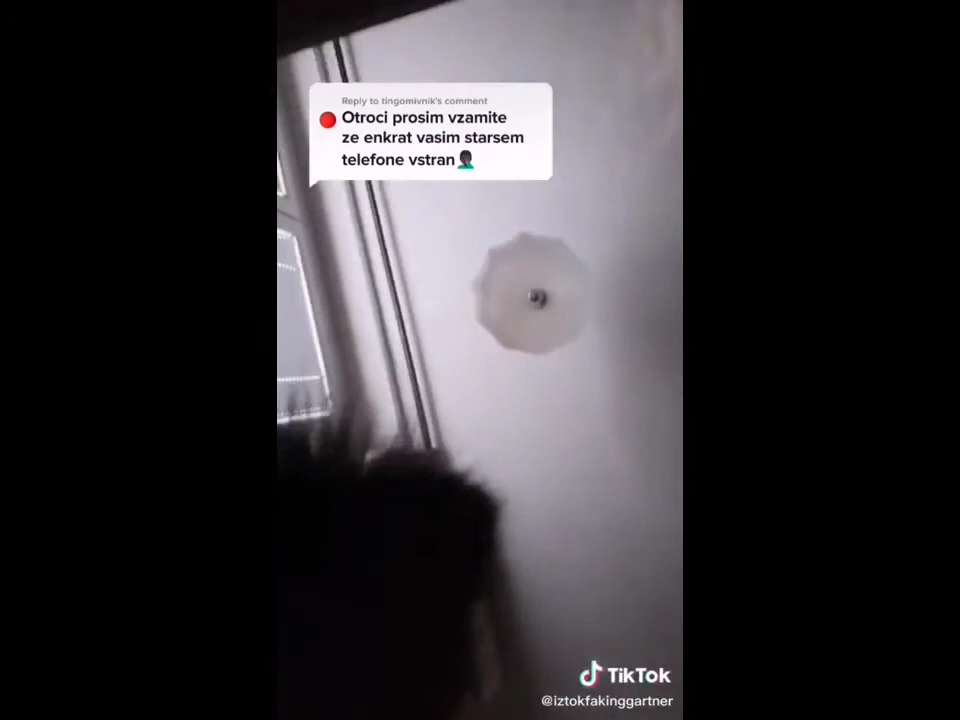 Reply to tingomivnik's comment
Otroci prosim vzamite
ze enkrat vasim starsem
telefone vstran🤦🏿‍♂️
TikTok
@iztokfakinggartner